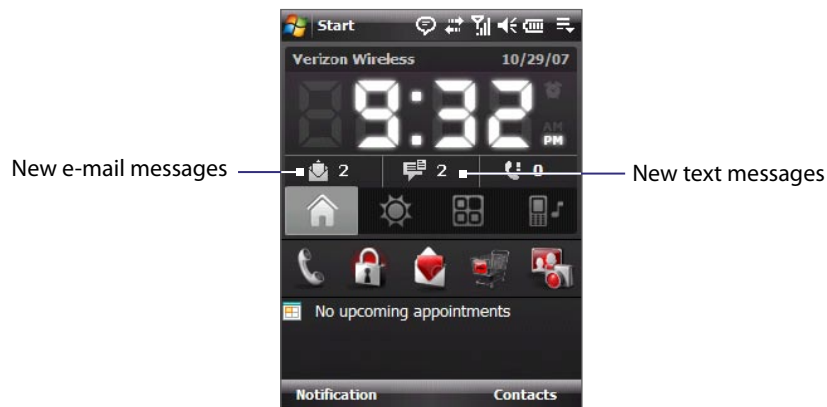 Start
Verizon Wireless 10/29/07
9:32
AM
PM
New e-mail messages
2 2 0
New text messages
No upcoming appointments
Notification Contacts